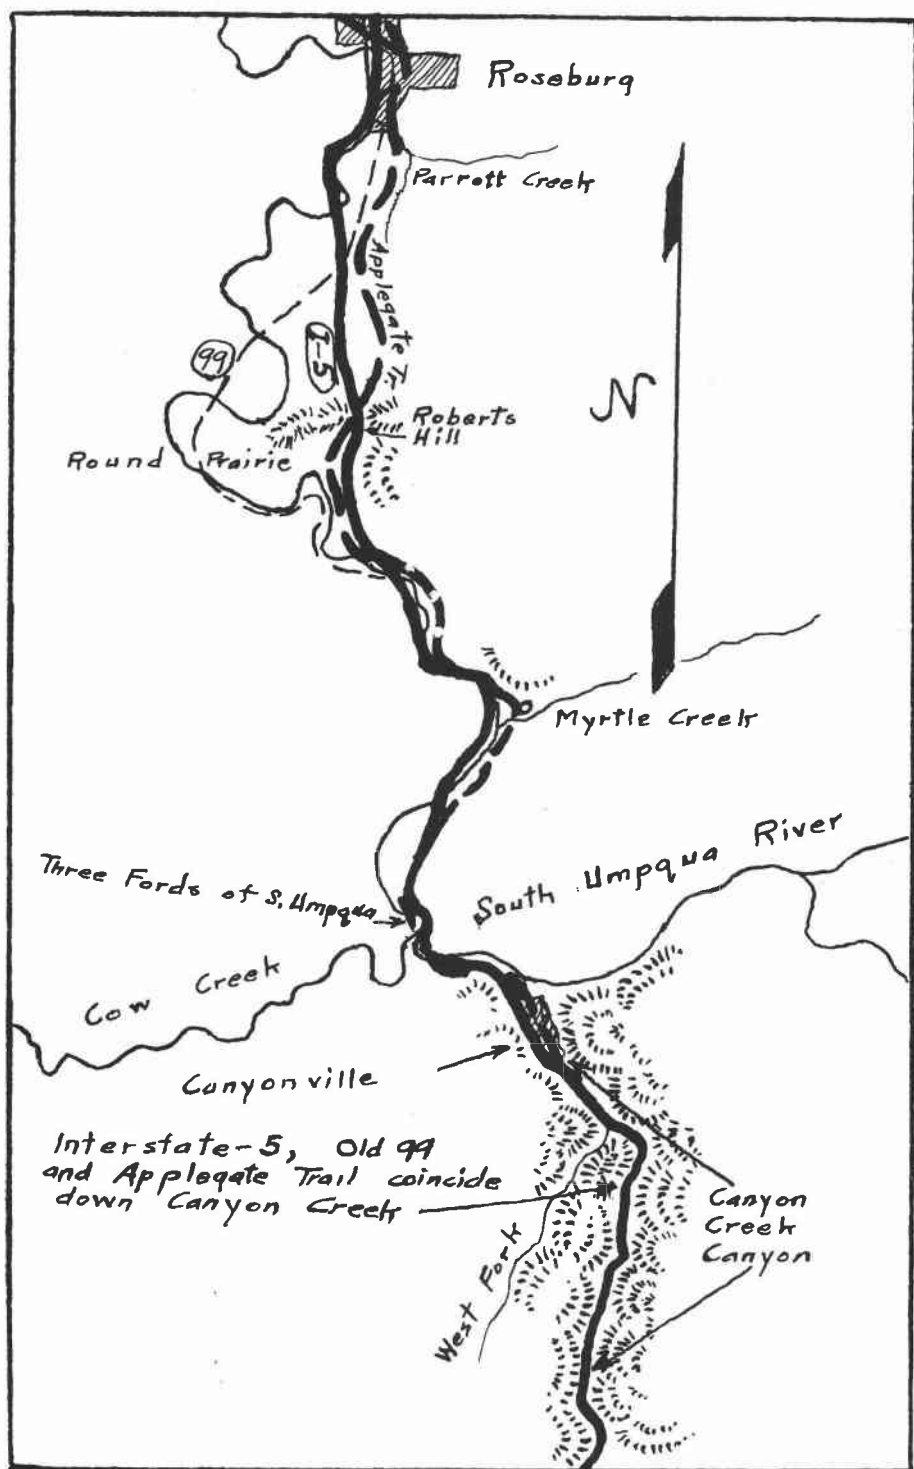 Roseburg
Parrott Creek
Applegate Tr.
99
I-5
N
Roberts
Hill
Round Prairie
Myrtle Creek
South Umpqua River
Three Fords of S. Umpqua
Cow Creek
Canyonville
Interstate-5, Old 99
and Applegate Trail coincide
down Canyon Creek
Canyon
Creek
Canyon
West Fork